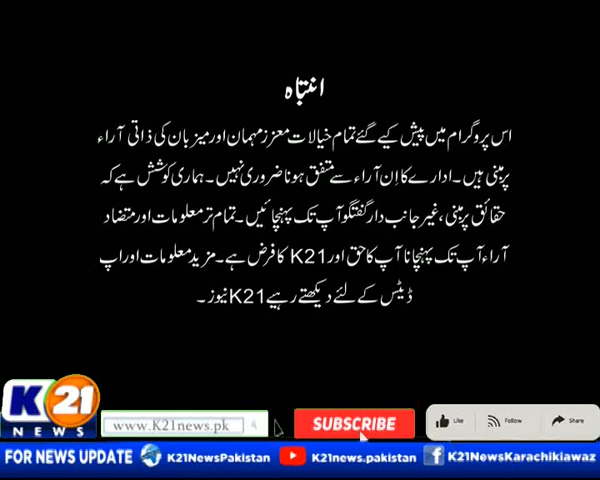 انتباہ
اس پروگرام میں پیش کیے گئے تمام خیالات معزز مہمان اور میزبان کی ذاتی آراء
پر مبنی ہیں۔ ادارے کا اِن آراء سے متفق ہونا ضروری نہیں۔ ہماری کوشش ہے کہ
حقائق پر مبنی، غیر جانب دار گفتگو آپ تک پہنچائیں۔ تمام تر معلومات اور متضاد
آراء آپ تک پہنچانا آپ کا حق اور K21 کا فرض ہے۔ مزید معلومات اور اپ
ڈیٹس کے لئے دیکھتے رہیے K21 نیوز۔
K21
NEWS
www.K21news.pk
SUBSCRIBE
Like Follow Share
FOR NEWS UPDATE K21NewsPakistan K21news.pakistan K21NewsKarachikiawaz